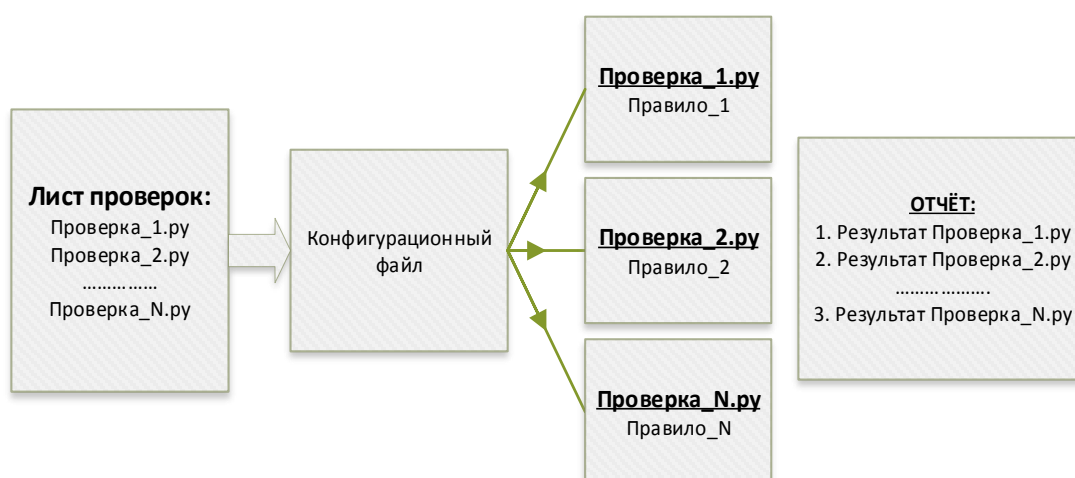 Лист проверок:
Проверка_1.py
Проверка_2.py
……………
Проверка_N.py
Конфигурационный
файл
Проверка_1.py
Правило_1
Проверка_2.py
Правило_2
Проверка_N.py
Правило_N
ОТЧЁТ:
1. Результат Проверка_1.py
2. Результат Проверка_2.py
……………….
3. Результат Проверка_N.py